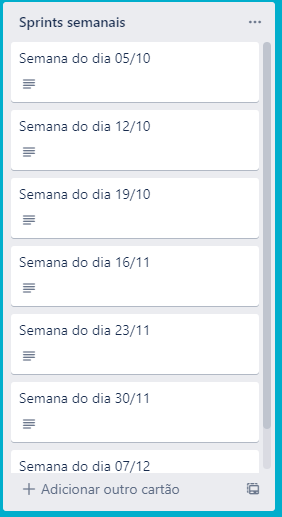 Sprints semanais
Semana do dia 05/10
Semana do dia 12/10
Semana do dia 19/10
Semana do dia 16/11
Semana do dia 23/11
Semana do dia 30/11
Semana do dia 07/12
Adicionar outro cartão